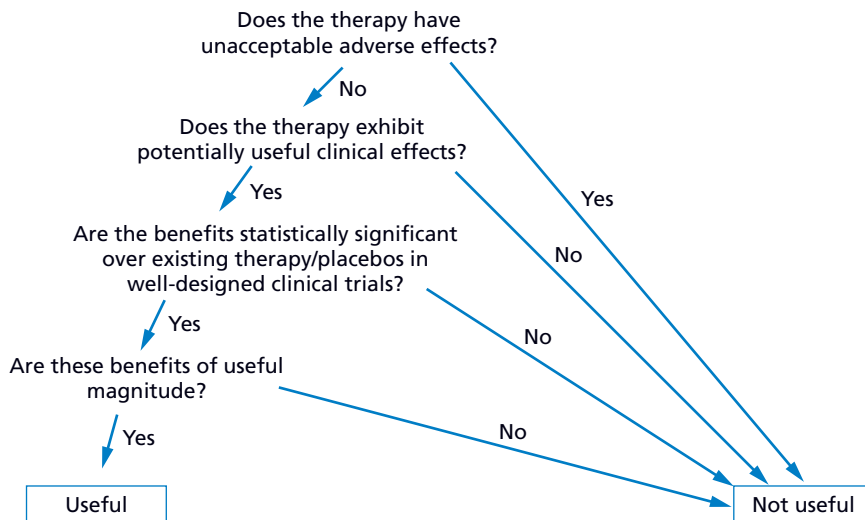 Does the therapy have
unacceptable adverse effects?
No
Does the therapy exhibit
potentially useful clinical effects?
Yes
Yes
Are the benefits statistically significant
over existing therapy/placebos in
well-designed clinical trials?
No
Yes
No
Are these benefits of useful
magnitude?
Yes
No
Useful
Not useful